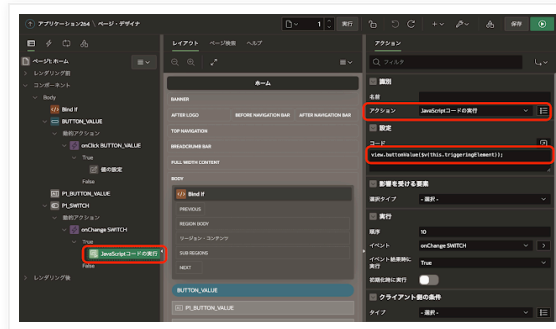 アプリケーション264 \ ページ・デザイナ
1
実行
保存
レイアウト ページ検索 ヘルプ
アクション
ページ1: ホーム
レンダリング前
コンポーネント
Body
Bind if
BUTTON_VALUE
動的アクション
onClick BUTTON_VALUE
True
値の設定
False
P1_BUTTON_VALUE
P1_SWITCH
動的アクション
onChange SWITCH
True
JavaScriptコードの実行
False
レンダリング後
ホーム
BANNER
AFTER LOGO BEFORE NAVIGATION BAR AFTER NAVIGATION BAR
TOP NAVIGATION
BREADCRUMB BAR
FULL WIDTH CONTENT
BODY
Bind if
PREVIOUS
REGION BODY
リージョン・コンテンツ
SUB REGIONS
NEXT
BUTTON_VALUE
P1_BUTTON_VALUE
フィルタ
識別
名前
アクション JavaScriptコードの実行
設定
コード
view.buttonValue($v(this.triggeringElement));
影響を受ける要素
選択タイプ - 選択 -
実行
順序 10
イベント onChange SWITCH
イベント結果時に実行 True
初期化時に実行
クライアント側の条件
タイプ - 選択 -